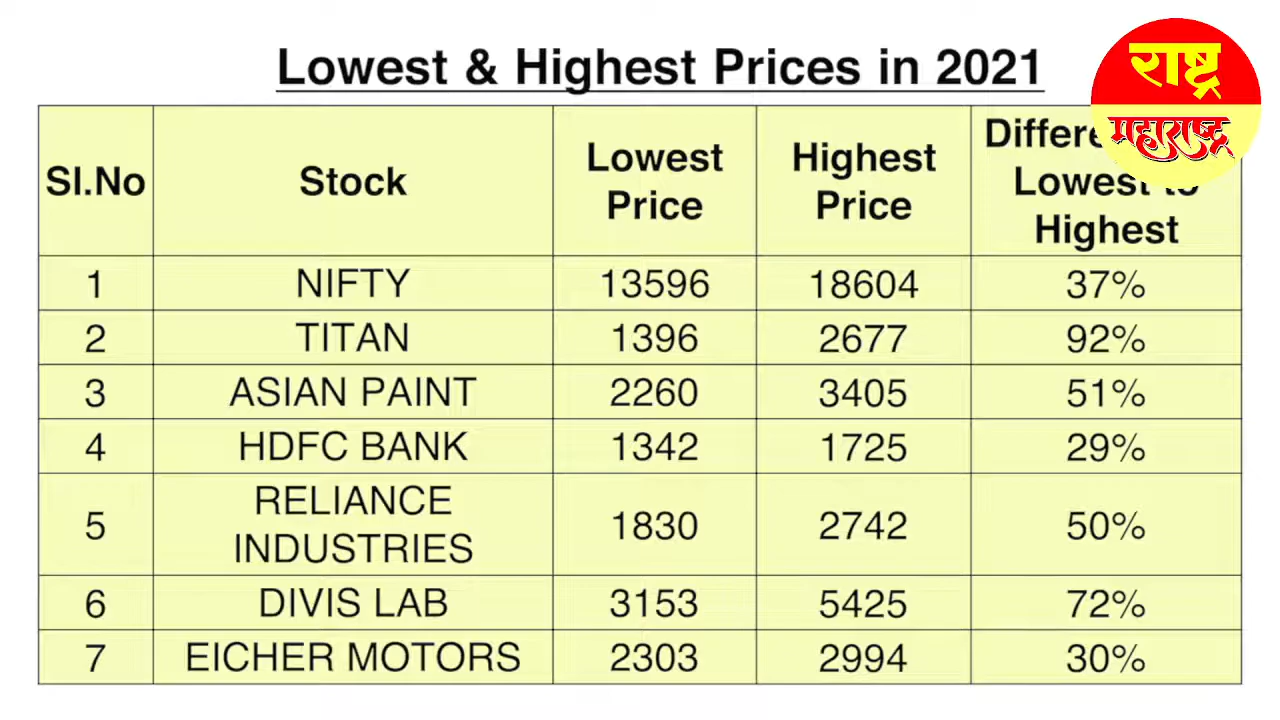 Lowest & Highest Prices in 2021
राष्ट्र
महाराष्ट्र
Sl.No Stock Lowest Price Highest Price Lowest to Highest
1 NIFTY 13596 18604 37%
2 TITAN 1396 2677 92%
3 ASIAN PAINT 2260 3405 51%
4 HDFC BANK 1342 1725 29%
5 RELIANCE INDUSTRIES 1830 2742 50%
6 DIVIS LAB 3153 5425 72%
7 EICHER MOTORS 2303 2994 30%